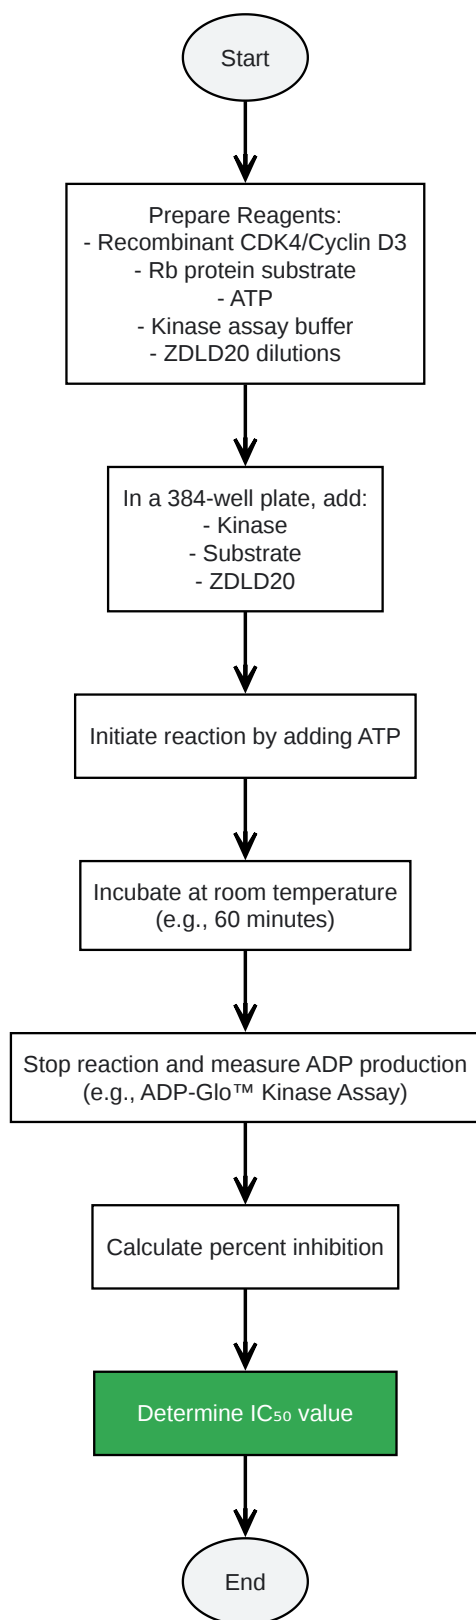 Start
Prepare Reagents:
- Recombinant CDK4/Cyclin D3
- Rb protein substrate
- ATP
- Kinase assay buffer
- ZDLD20 dilutions
In a 384-well plate, add:
- Kinase
- Substrate
- ZDLD20
Initiate reaction by adding ATP
Incubate at room temperature
(e.g., 60 minutes)
Stop reaction and measure ADP production
(e.g., ADP-Glo™ Kinase Assay)
Calculate percent inhibition
Determine IC₅₀ value
End